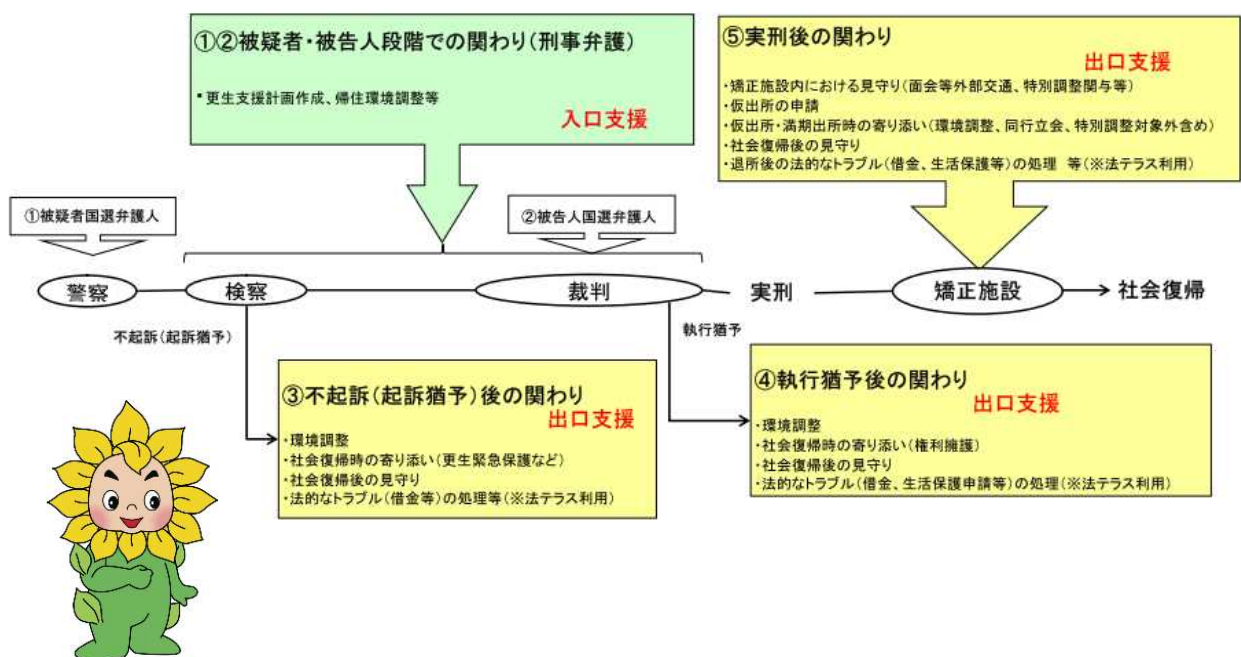 ①②被疑者・被告人段階での関わり(刑事弁護)
▪更生支援計画作成、帰住環境調整等
入口支援
⑤実刑後の関わり
出口支援
・矯正施設内における見守り(面会等外部交通、特別調整関与等)
・仮出所の申請
・仮出所・満期出所時の寄り添い(環境調整、同行立会、特別調整対象外含め)
・社会復帰後の見守り
・退所後の法的なトラブル(借金、生活保護等)の処理 等(※法テラス利用)
①被疑者国選弁護人
②被告人国選弁護人
警察
検察
裁判
実刑
矯正施設
社会復帰
不起訴(起訴猶予)
執行猶予
③不起訴(起訴猶予)後の関わり
出口支援
・環境調整
・社会復帰時の寄り添い(更生緊急保護など)
・社会復帰後の見守り
・法的なトラブル(借金等)の処理等(※法テラス利用)
④執行猶予後の関わり
出口支援
・環境調整
・社会復帰時の寄り添い(権利擁護)
・社会復帰後の見守り
・法的なトラブル(借金、生活保護申請等)の処理(※法テラス利用)